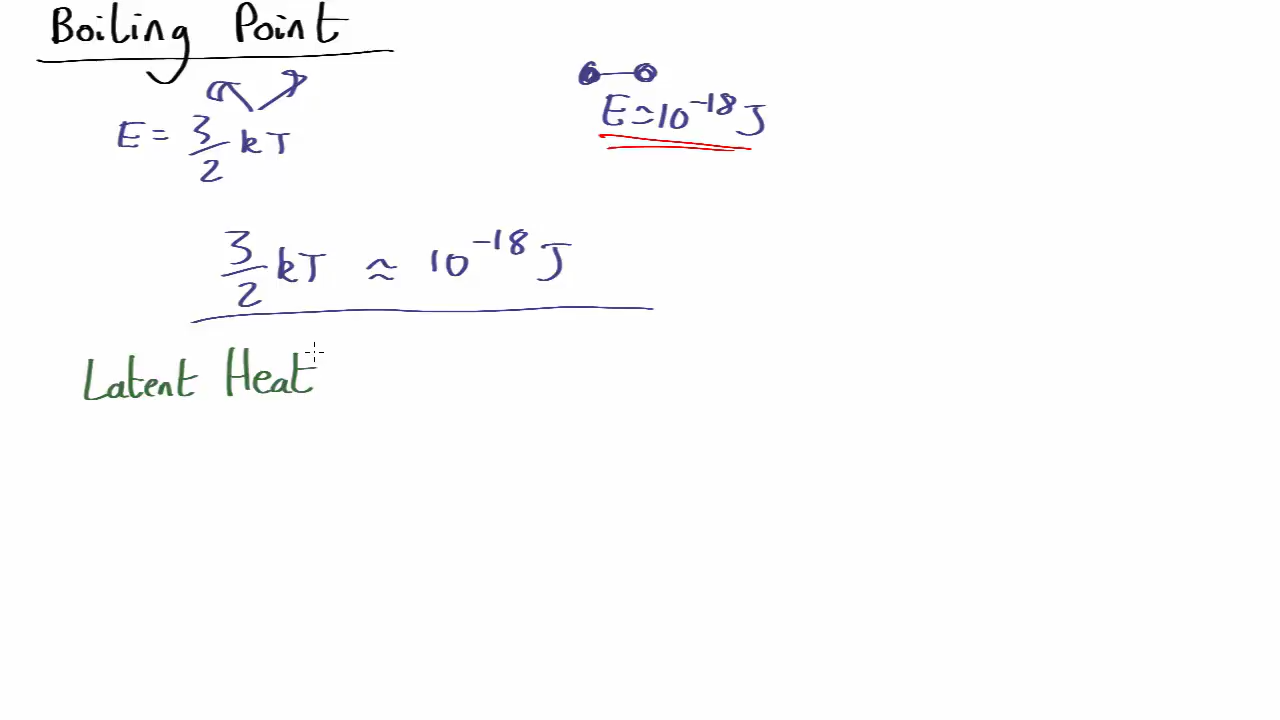 Boiling Point
E = 3/2 kT
E ≃ 10⁻¹⁸ J
3/2 kT ≈ 10⁻¹⁸ J
Latent Heat